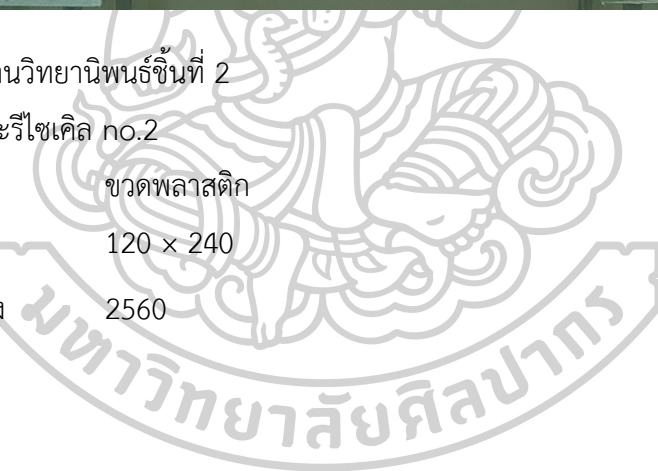 นวิทยานิพนธ์ชิ้นที่ 2
ะรีไซเคิล no.2
ขวดพลาสติก
120 × 240
ง 2560
มหาวิทยาลัยศิลปากร